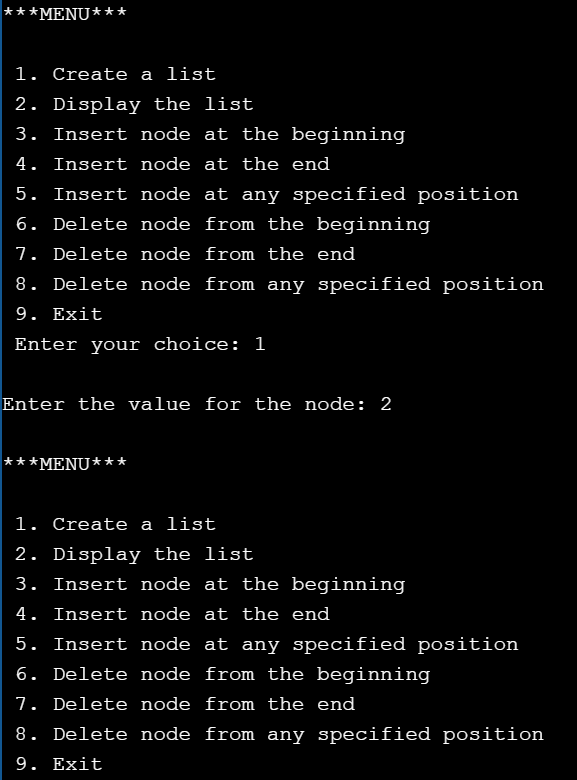 ***MENU***
1. Create a list
2. Display the list
3. Insert node at the beginning
4. Insert node at the end
5. Insert node at any specified position
6. Delete node from the beginning
7. Delete node from the end
8. Delete node from any specified position
9. Exit
Enter your choice: 1
Enter the value for the node: 2
***MENU***
1. Create a list
2. Display the list
3. Insert node at the beginning
4. Insert node at the end
5. Insert node at any specified position
6. Delete node from the beginning
7. Delete node from the end
8. Delete node from any specified position
9. Exit